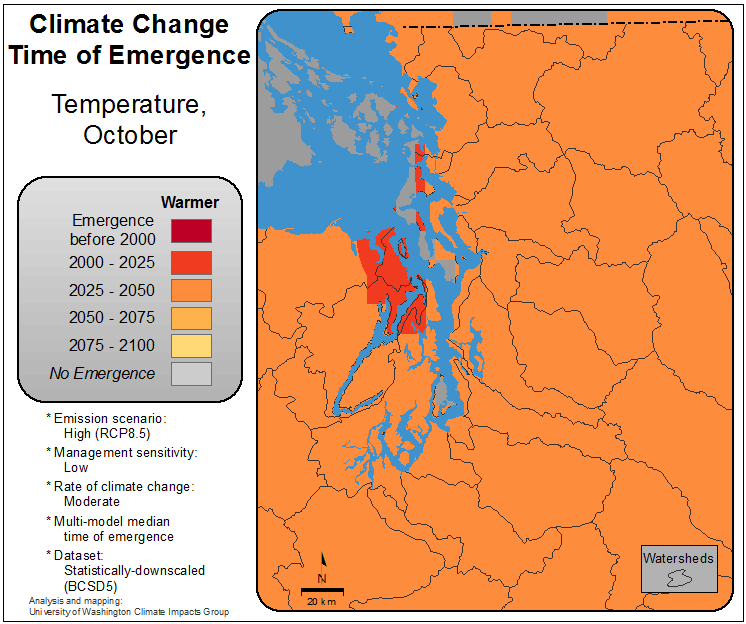 Climate Change
Time of Emergence
Temperature,
October
Warmer
Emergence
before 2000
2000 - 2025
2025 - 2050
2050 - 2075
2075 - 2100
No Emergence
* Emission scenario:
High (RCP8.5)
* Management sensitivity:
Low
* Rate of climate change:
Moderate
* Multi-model median
time of emergence
* Dataset:
Statistically-downscaled
(BCSD5)
Analysis and mapping:
University of Washington Climate Impacts Group
N
20 km
Watersheds